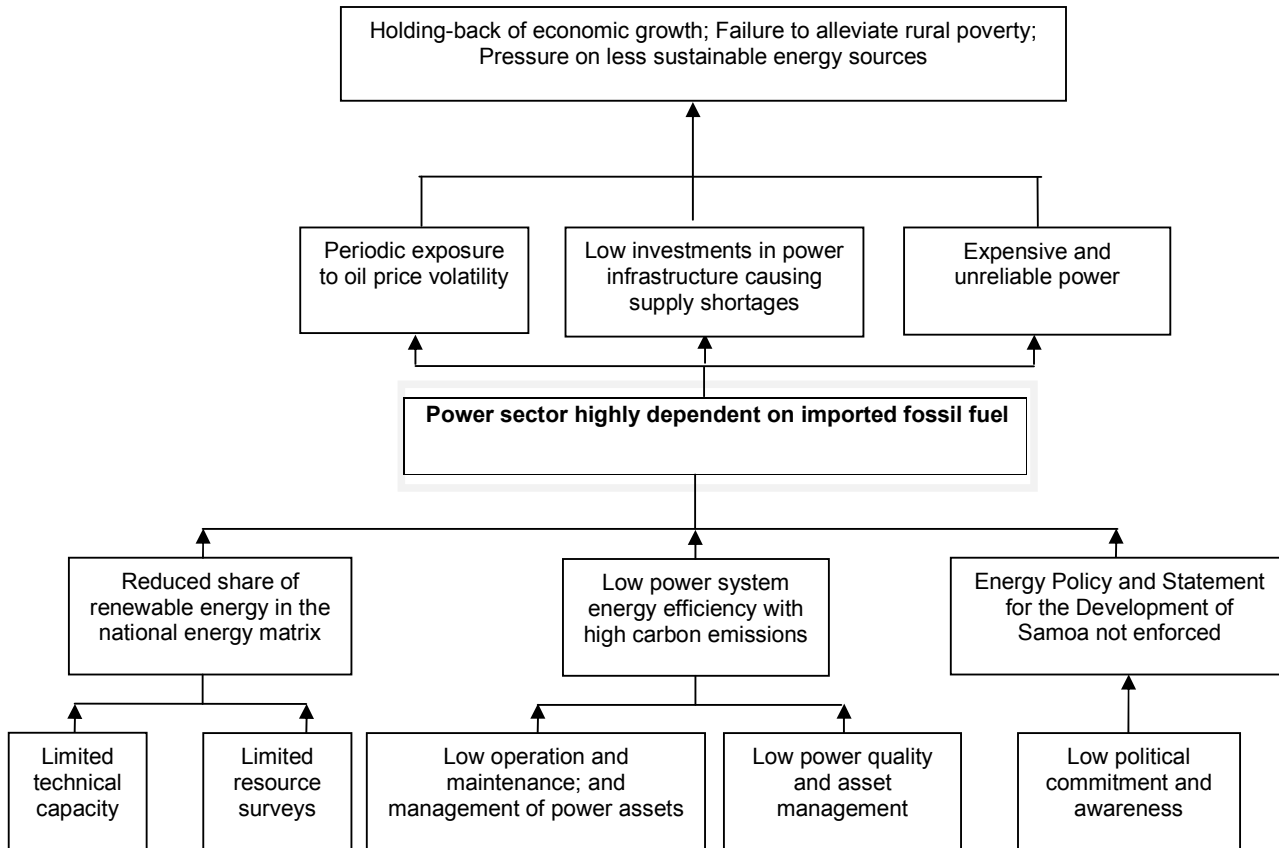 Holding-back of economic growth; Failure to alleviate rural poverty;
Pressure on less sustainable energy sources
Periodic exposure
to oil price volatility
Low investments in power
infrastructure causing
supply shortages
Expensive and
unreliable power
Power sector highly dependent on imported fossil fuel
Reduced share of
renewable energy in the
national energy matrix
Low power system
energy efficiency with
high carbon emissions
Energy Policy and Statement
for the Development of
Samoa not enforced
Limited
technical
capacity
Limited
resource
surveys
Low operation and
maintenance; and
management of power assets
Low power quality
and asset
management
Low political
commitment and
awareness